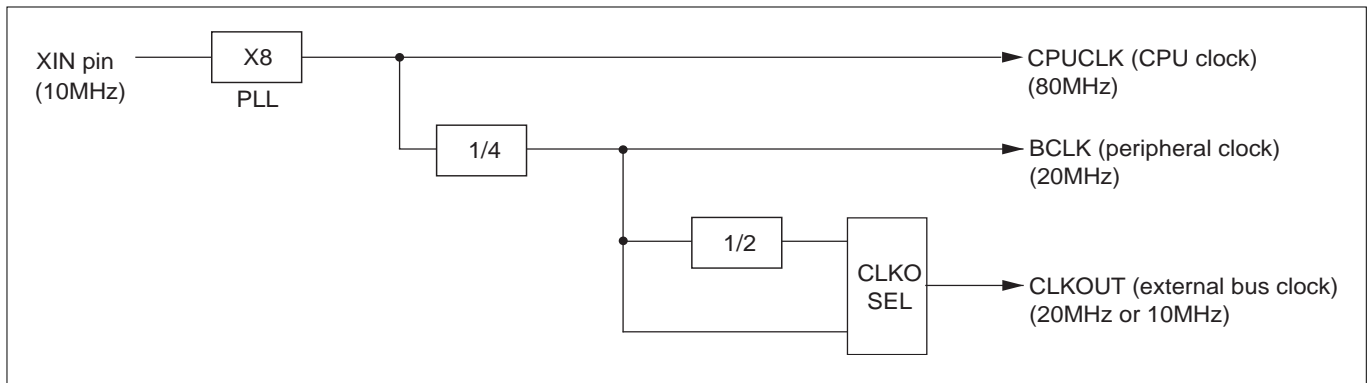 XIN pin
(10MHz)
X8
PLL
CPUCLK (CPU clock)
(80MHz)
1/4
BCLK (peripheral clock)
(20MHz)
1/2
CLKO
SEL
CLKOUT (external bus clock)
(20MHz or 10MHz)